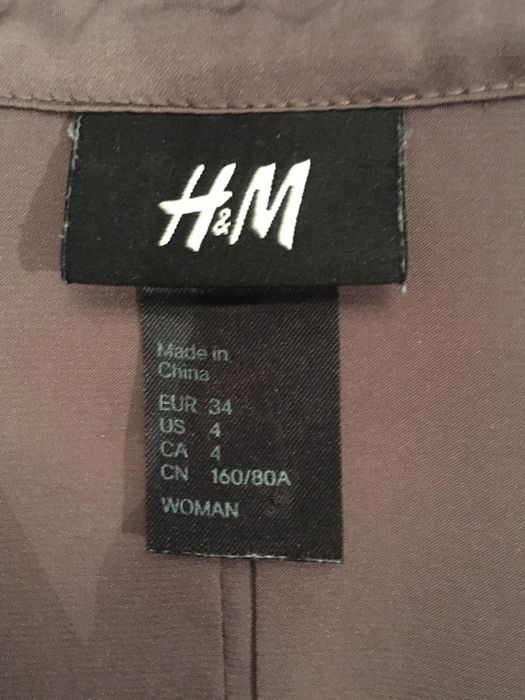 H&M
Made in
China
EUR 34
US 4
CA 4
CN 160/80A
WOMAN